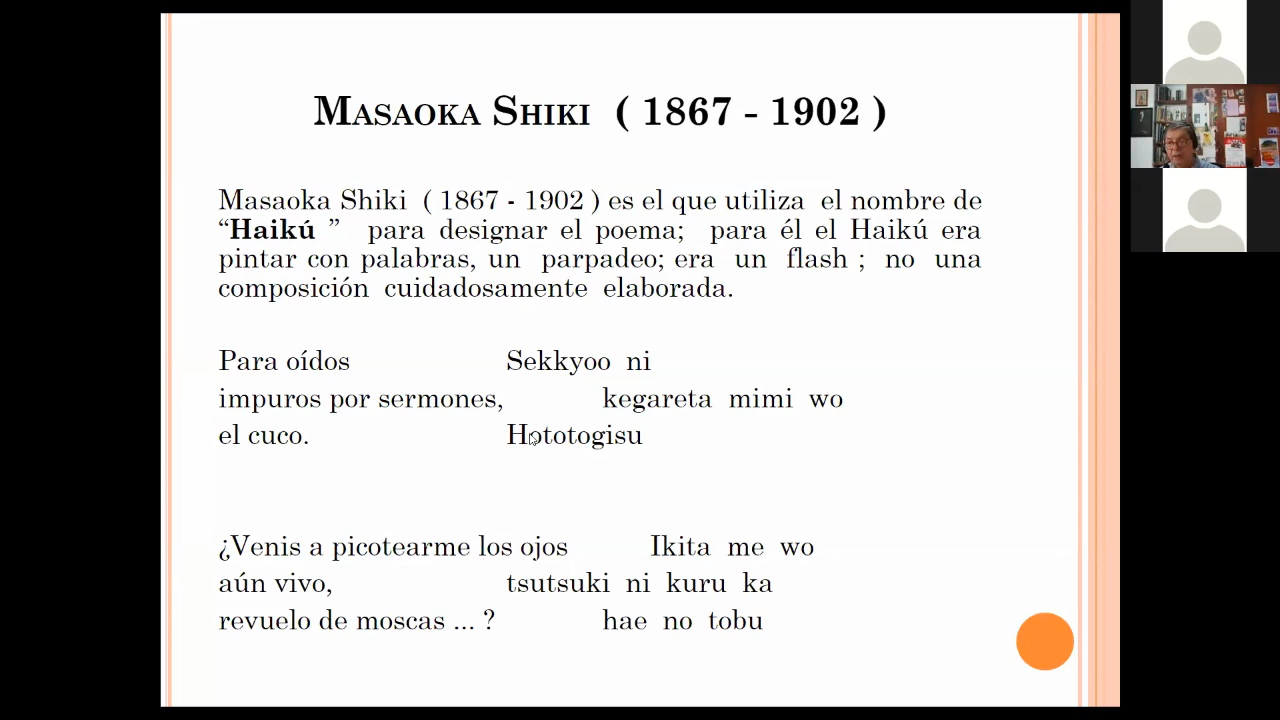 MASAOKA SHIKI ( 1867 - 1902 )
Masaoka Shiki ( 1867 - 1902 ) es el que utiliza el nombre de
“Haikú ” para designar el poema; para él el Haikú era
pintar con palabras, un parpadeo; era un flash ; no una
composición cuidadosamente elaborada.
Para oídos Sekkyoo ni
impuros por sermones, kegareta mimi wo
el cuco. Hototogisu
¿Venis a picotearme los ojos Ikita me wo
aún vivo, tsutsuki ni kuru ka
revuelo de moscas ... ? hae no tobu